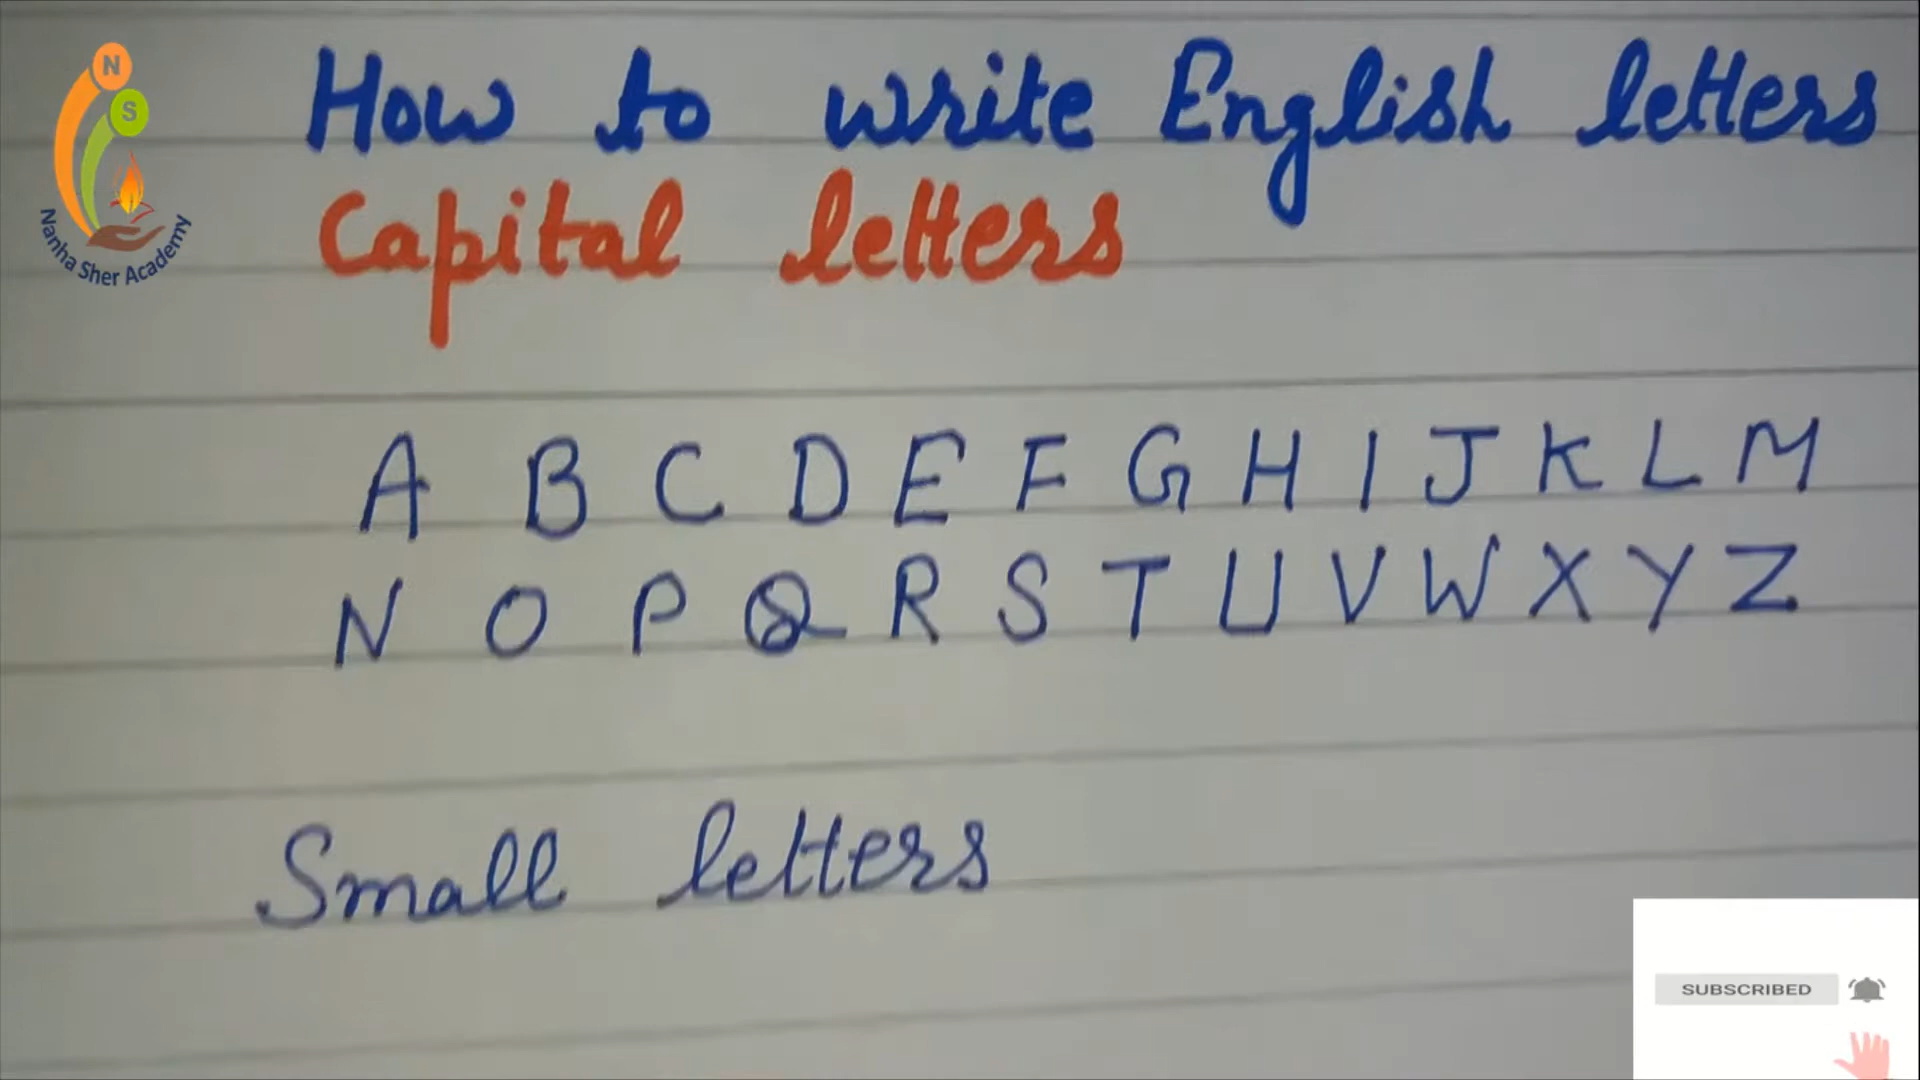 N
S
Nanha Sher Academy
How to write English letters
Capital letters
A B C D E F G H I J K L M
N O P Q R S T U V W X Y Z
Small letters
SUBSCRIBED